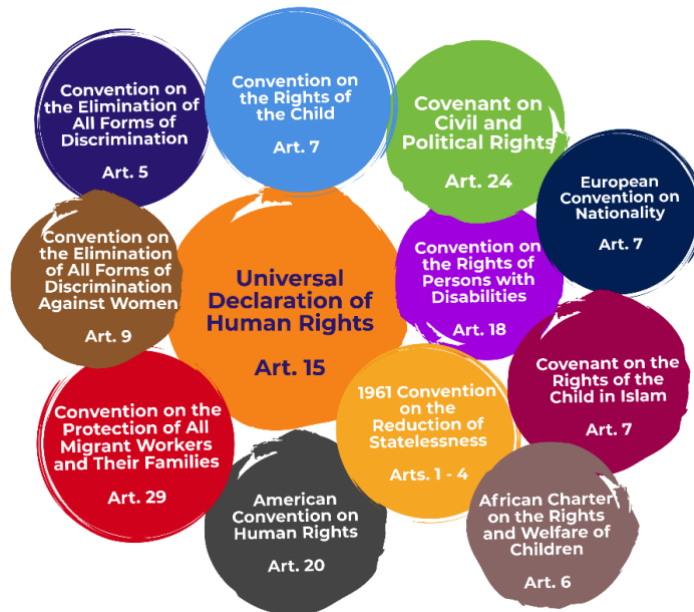 Convention on
the Elimination of
All Forms of
Discrimination
Art. 5
Convention on
the Rights of
the Child
Art. 7
Covenant on
Civil and
Political Rights
Art. 24
European
Convention on
Nationality
Art. 7
Convention on
the Elimination
of All Forms of
Discrimination
Against Women
Art. 9
Universal
Declaration of
Human Rights
Art. 15
Convention on
the Rights of
Persons with
Disabilities
Art. 18
Covenant on the
Rights of the
Child in Islam
Art. 7
Convention on the
Protection of All
Migrant Workers
and Their Families
Art. 29
1961 Convention
on the
Reduction of
Statelessness
Arts. 1 - 4
American
Convention on
Human Rights
Art. 20
African Charter
on the Rights
and Welfare of
Children
Art. 6